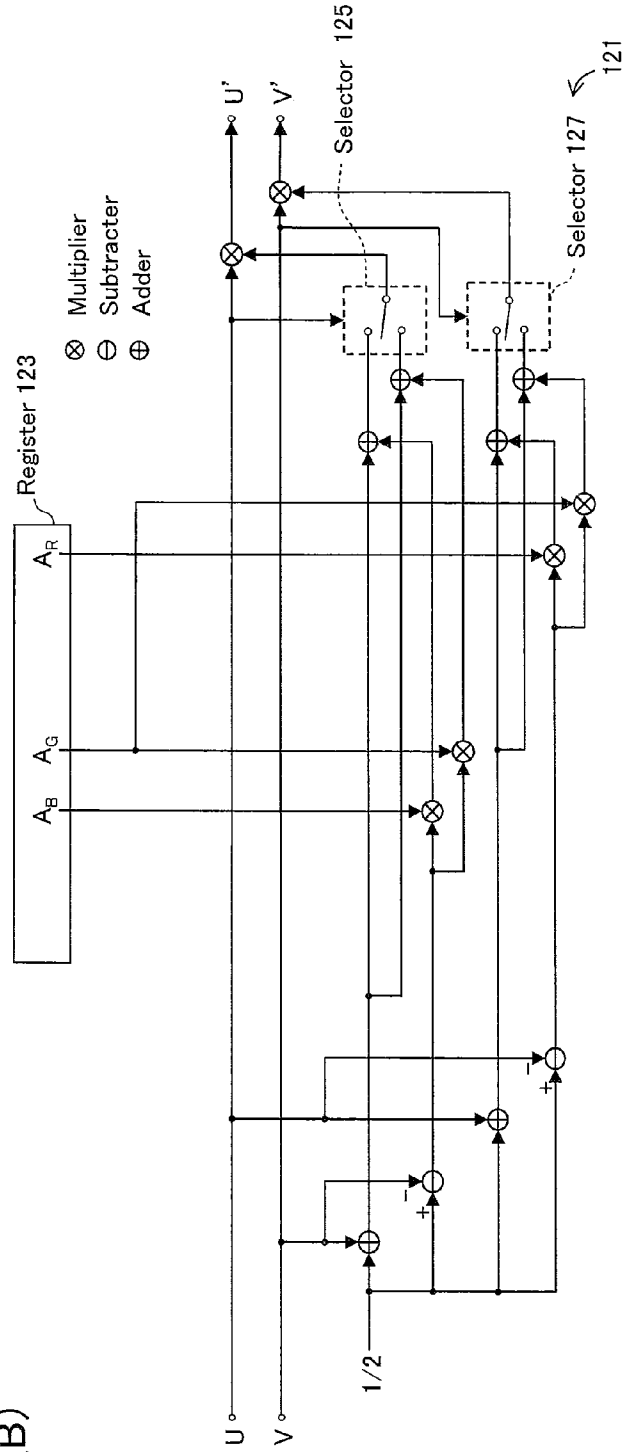 B)
Register 123
A_B
A_G
A_R
⊗ Multiplier
⊖ Subtracter
⊕ Adder
U
V
1/2
+
−
+
−
U'
V'
Selector 125
Selector 127
121